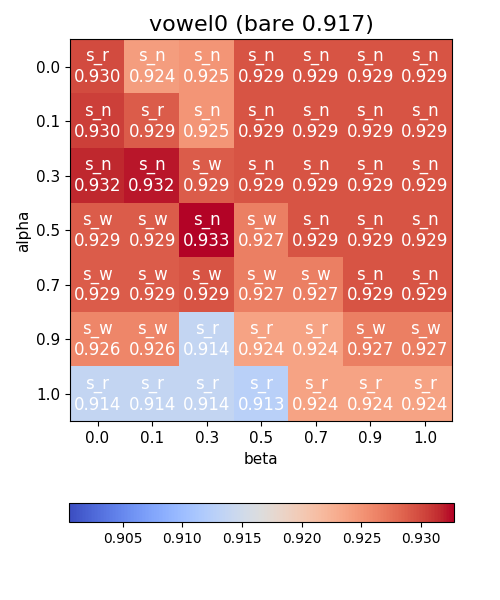 vowel0 (bare 0.917)
0.0 s_r s_n s_n s_n s_n s_n s_n
0.930 0.924 0.925 0.929 0.929 0.929 0.929
0.1 s_n s_r s_n s_n s_n s_n s_n
0.930 0.929 0.925 0.929 0.929 0.929 0.929
0.3 s_n s_n s_w s_n s_n s_n s_n
0.932 0.932 0.929 0.929 0.929 0.929 0.929
alpha
0.5 s_w s_w s_n s_w s_n s_n s_n
0.929 0.929 0.933 0.927 0.929 0.929 0.929
0.7 s_w s_w s_w s_w s_w s_n s_n
0.929 0.929 0.929 0.927 0.927 0.929 0.929
0.9 s_w s_w s_r s_r s_r s_w s_w
0.926 0.926 0.914 0.924 0.924 0.927 0.927
1.0 s_r s_r s_r s_r s_r s_r s_r
0.914 0.914 0.914 0.913 0.924 0.924 0.924
0.0 0.1 0.3 0.5 0.7 0.9 1.0
beta
0.905 0.910 0.915 0.920 0.925 0.930